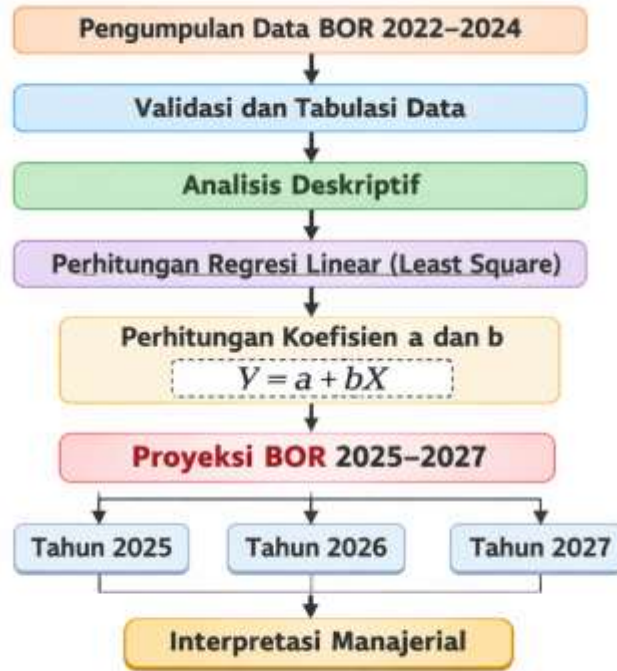 Pengumpulan Data BOR 2022–2024
Validasi dan Tabulasi Data
Analisis Deskriptif
Perhitungan Regresi Linear (Least Square)
Perhitungan Koefisien a dan b
Y = a + bX
Proyeksi BOR 2025–2027
Tahun 2025
Tahun 2026
Tahun 2027
Interpretasi Manajerial